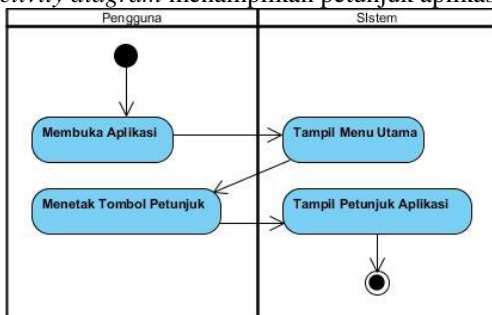 activity diagram menampilkan petunjuk aplikasi
Pengguna
SIstem
Membuka Aplikasi
Tampil Menu Utama
Menetak Tombol Petunjuk
Tampil Petunjuk Aplikasi